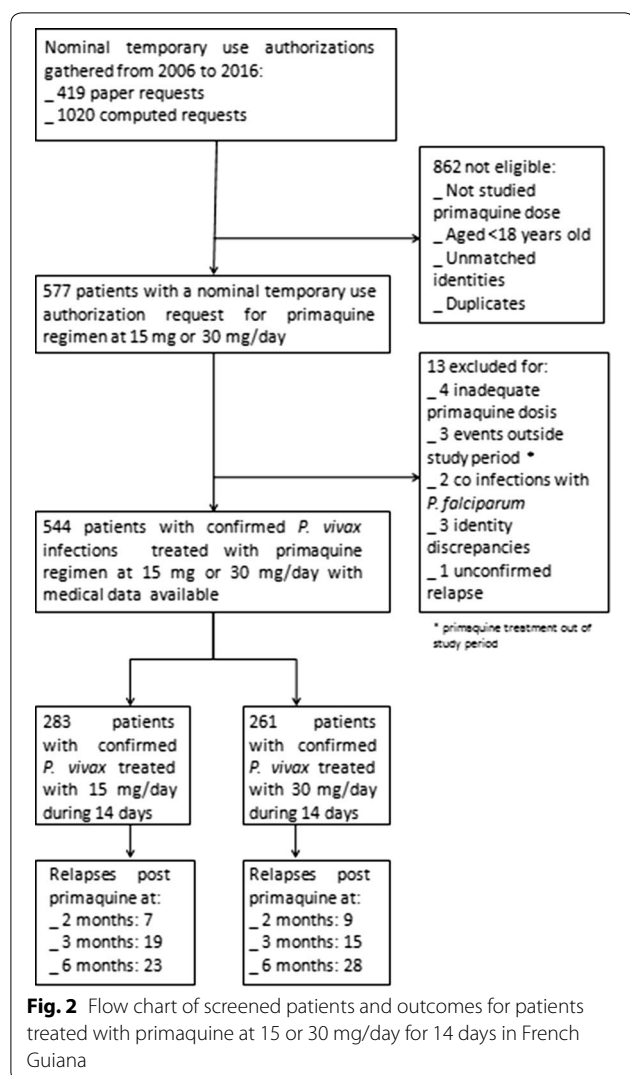 Nominal temporary use authorizations
gathered from 2006 to 2016:
_ 419 paper requests
_ 1020 computed requests
862 not eligible:
_ Not studied
primaquine dose
_ Aged <18 years old
_ Unmatched
identities
_ Duplicates
577 patients with a nominal temporary use
authorization request for primaquine
regimen at 15 mg or 30 mg/day
13 excluded for:
_ 4 inadequate
primaquine dosis
_ 3 events outside
study period *
_ 2 co infections with
P. falciparum
_ 3 identity
discrepancies
_ 1 unconfirmed
relapse
* primaquine treatment out of
study period
544 patients with confirmed P. vivax
infections treated with primaquine
regimen at 15 mg or 30 mg/day with
medical data available
283 patients
with confirmed
P. vivax treated
with 15 mg/day
during 14 days
261 patients
with confirmed
P. vivax treated
with 30 mg/day
during 14 days
Relapses post
primaquine at:
_ 2 months: 7
_ 3 months: 19
_ 6 months: 23
Relapses post
primaquine at:
_ 2 months: 9
_ 3 months: 15
_ 6 months: 28
Fig. 2 Flow chart of screened patients and outcomes for patients
treated with primaquine at 15 or 30 mg/day for 14 days in French
Guiana